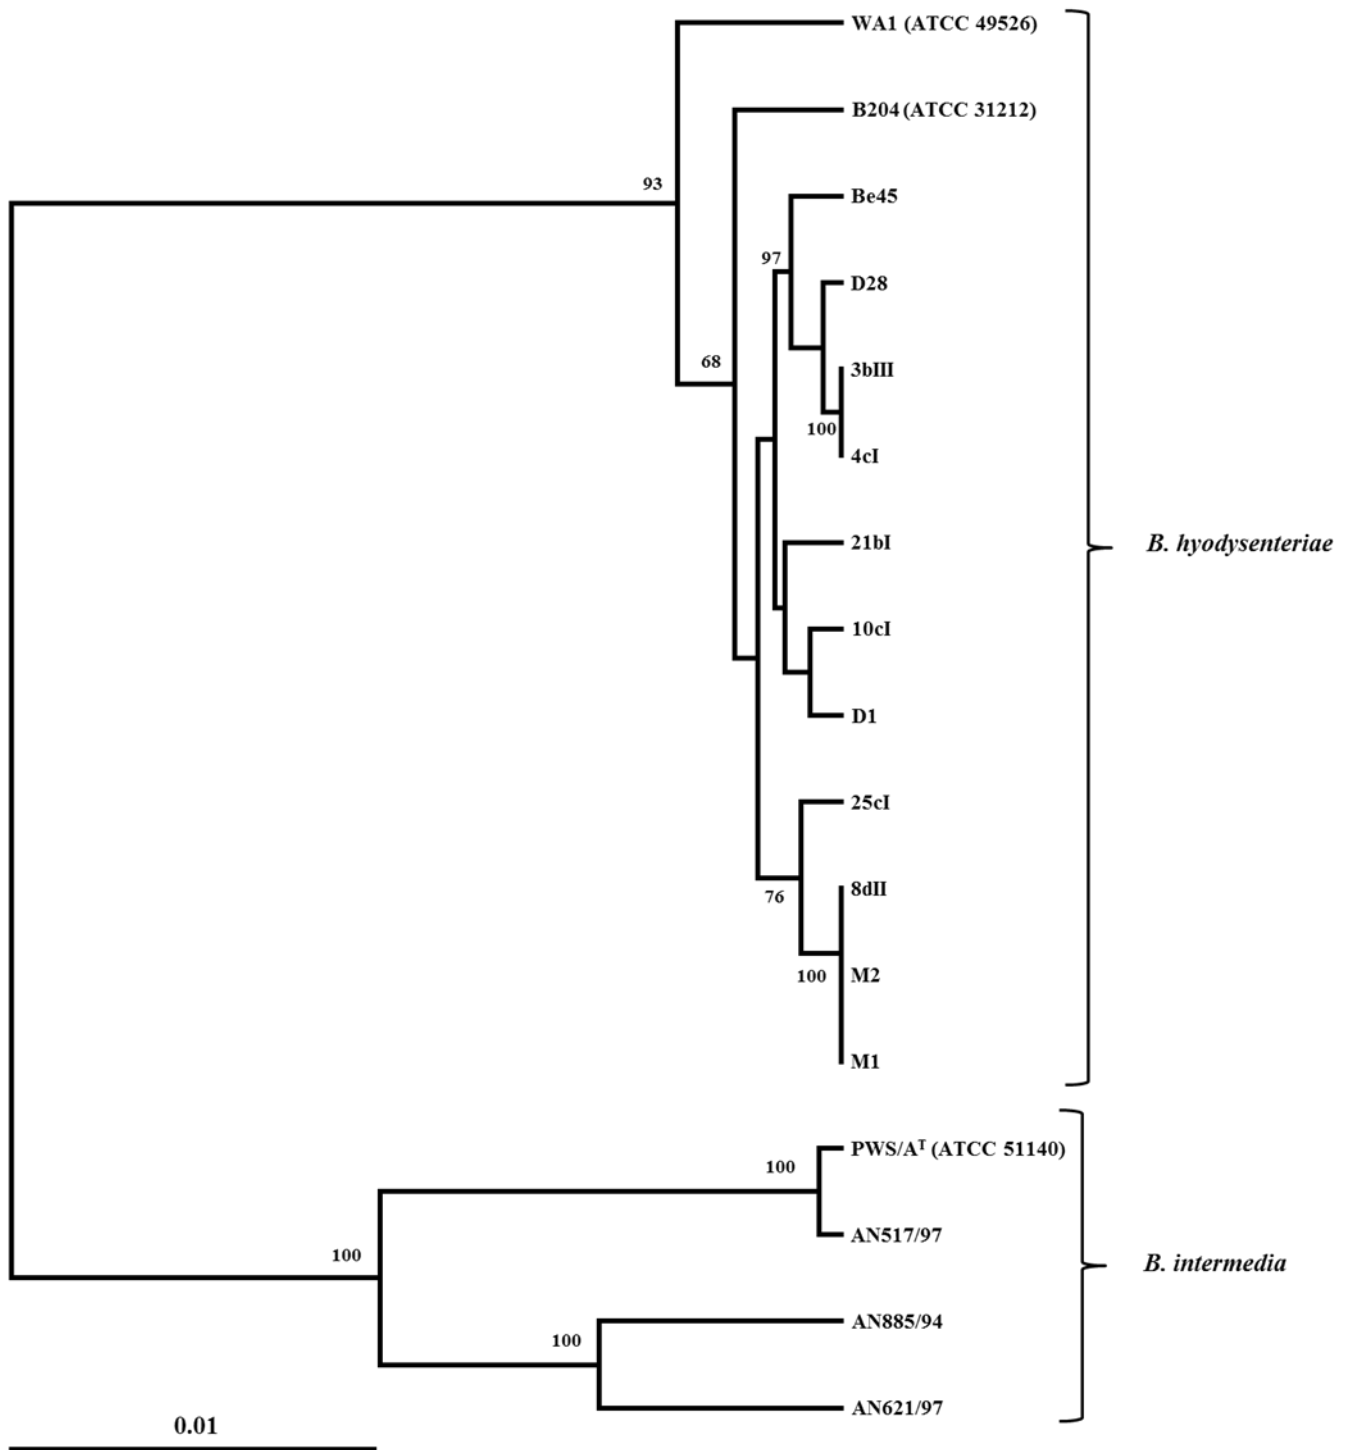 WA1 (ATCC 49526)
B204 (ATCC 31212)
93
Be45
97
D28
68
3bIII
100
4cI
21bI
B. hyodysenteriae
10cI
D1
25cI
76
8dII
100
M2
M1
PWS/Aᵀ (ATCC 51140)
100
AN517/97
100
B. intermedia
AN885/94
100
AN621/97
0.01